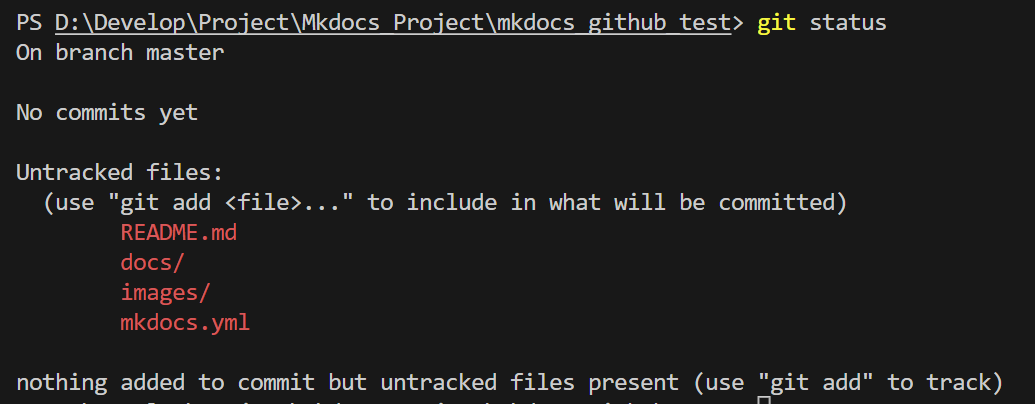 PS D:\Develop\Project\Mkdocs_Project\mkdocs_github_test> git status
On branch master
No commits yet
Untracked files:
(use "git add <file>..." to include in what will be committed)
README.md
docs/
images/
mkdocs.yml
nothing added to commit but untracked files present (use "git add" to track)